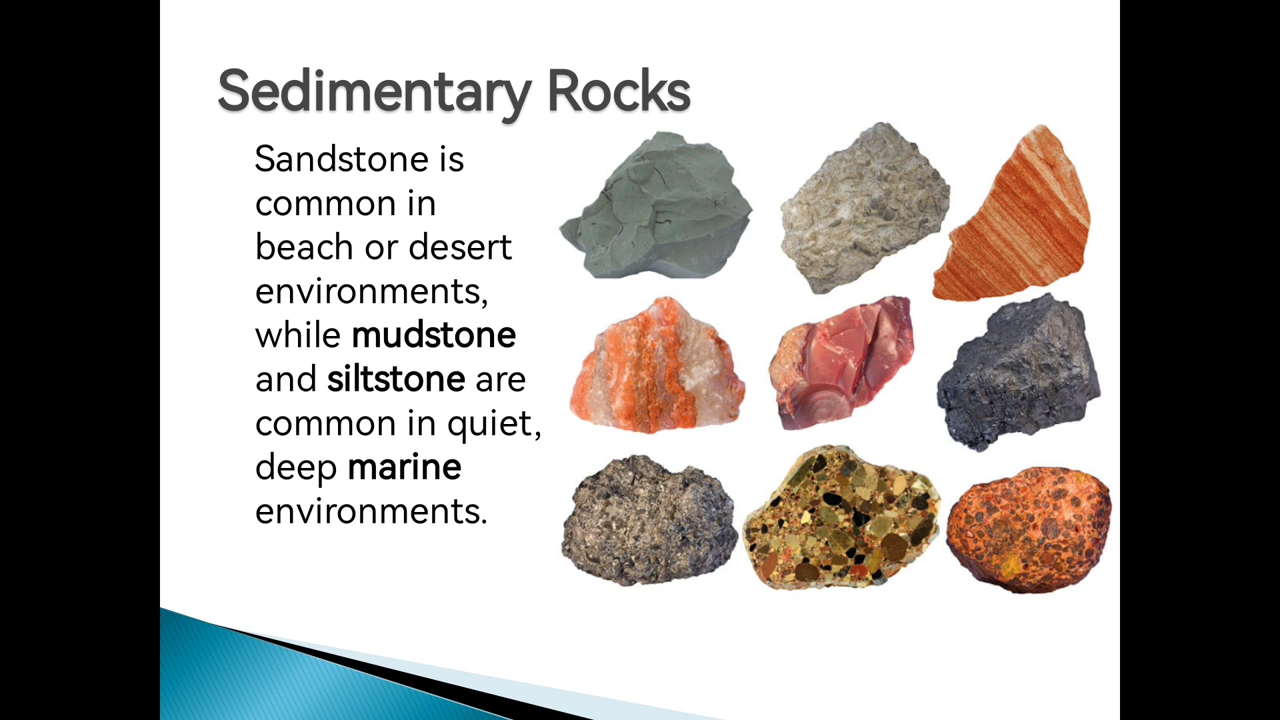 Sedimentary Rocks
Sandstone is
common in
beach or desert
environments,
while mudstone
and siltstone are
common in quiet,
deep marine
environments.